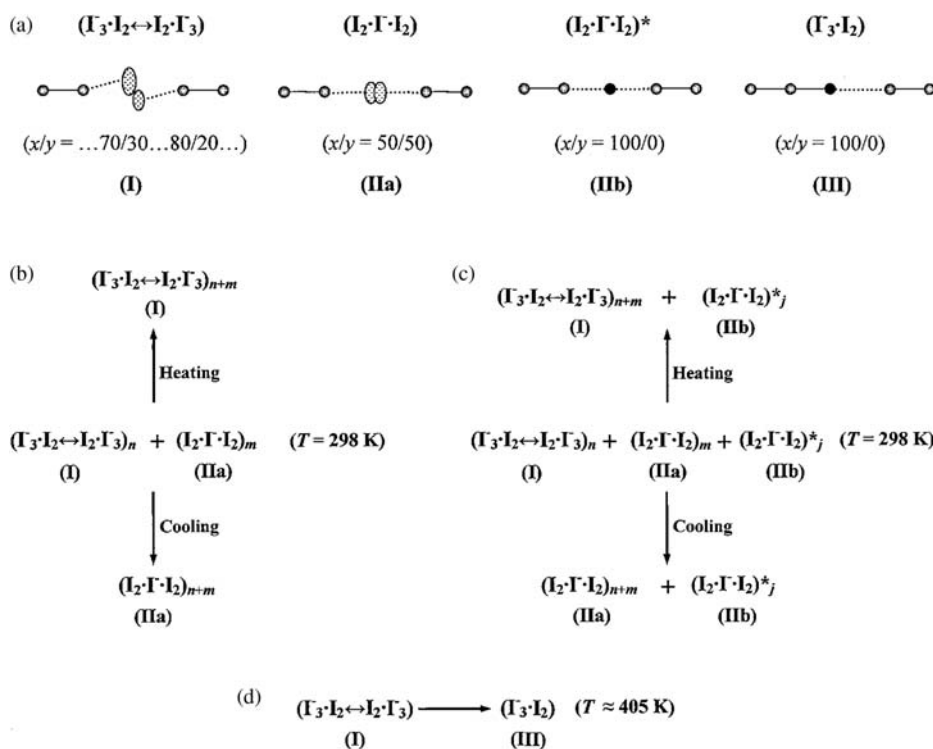 (a) (I⁻₃·I₂↔I₂·I⁻₃) (I₂·I⁻·I₂) (I₂·I⁻·I₂)* (I⁻₃·I₂)
(x/y = …70/30…80/20…) (x/y = 50/50) (x/y = 100/0) (x/y = 100/0)
(I) (IIa) (IIb) (III)
(b) (I⁻₃·I₂↔I₂·I⁻₃)ₙ₊ₘ
(I)
Heating
(I⁻₃·I₂↔I₂·I⁻₃)ₙ + (I₂·I⁻·I₂)ₘ (T = 298 K)
(I) (IIa)
Cooling
(I₂·I⁻·I₂)ₙ₊ₘ
(IIa)
(c) (I⁻₃·I₂↔I₂·I⁻₃)ₙ₊ₘ + (I₂·I⁻·I₂)*ⱼ
(I) (IIb)
Heating
(I⁻₃·I₂↔I₂·I⁻₃)ₙ + (I₂·I⁻·I₂)ₘ + (I₂·I⁻·I₂)*ⱼ (T = 298 K)
(I) (IIa) (IIb)
Cooling
(I₂·I⁻·I₂)ₙ₊ₘ + (I₂·I⁻·I₂)*ⱼ
(IIa) (IIb)
(d) (I⁻₃·I₂↔I₂·I⁻₃) (I⁻₃·I₂) (T ≈ 405 K)
(I) (III)